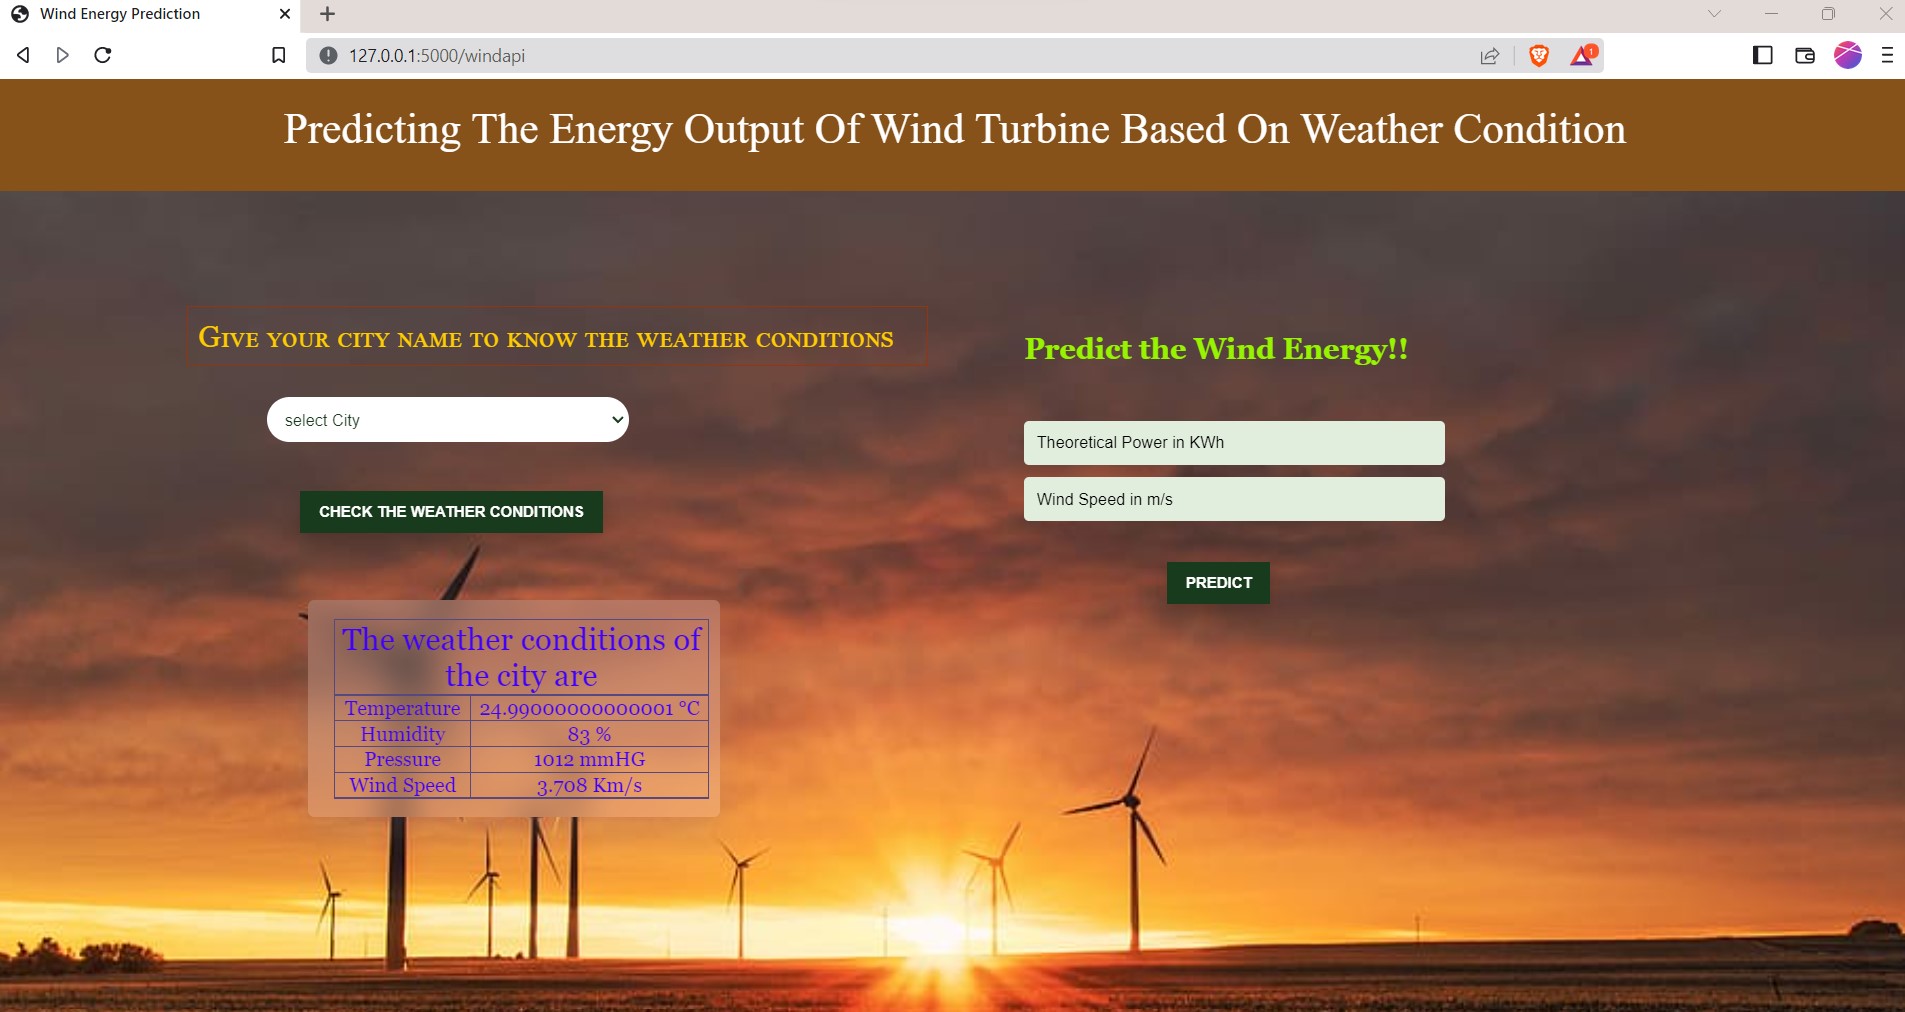 Wind Energy Prediction
127.0.0.1:5000/windapi
1
Predicting The Energy Output Of Wind Turbine Based On Weather Condition
Give your city name to know the weather conditions
select City
CHECK THE WEATHER CONDITIONS
The weather conditions of
the city are
Temperature 24.99000000000001 °C
Humidity 83 %
Pressure 1012 mmHG
Wind Speed 3.708 Km/s
Predict the Wind Energy!!
Theoretical Power in KWh
Wind Speed in m/s
PREDICT